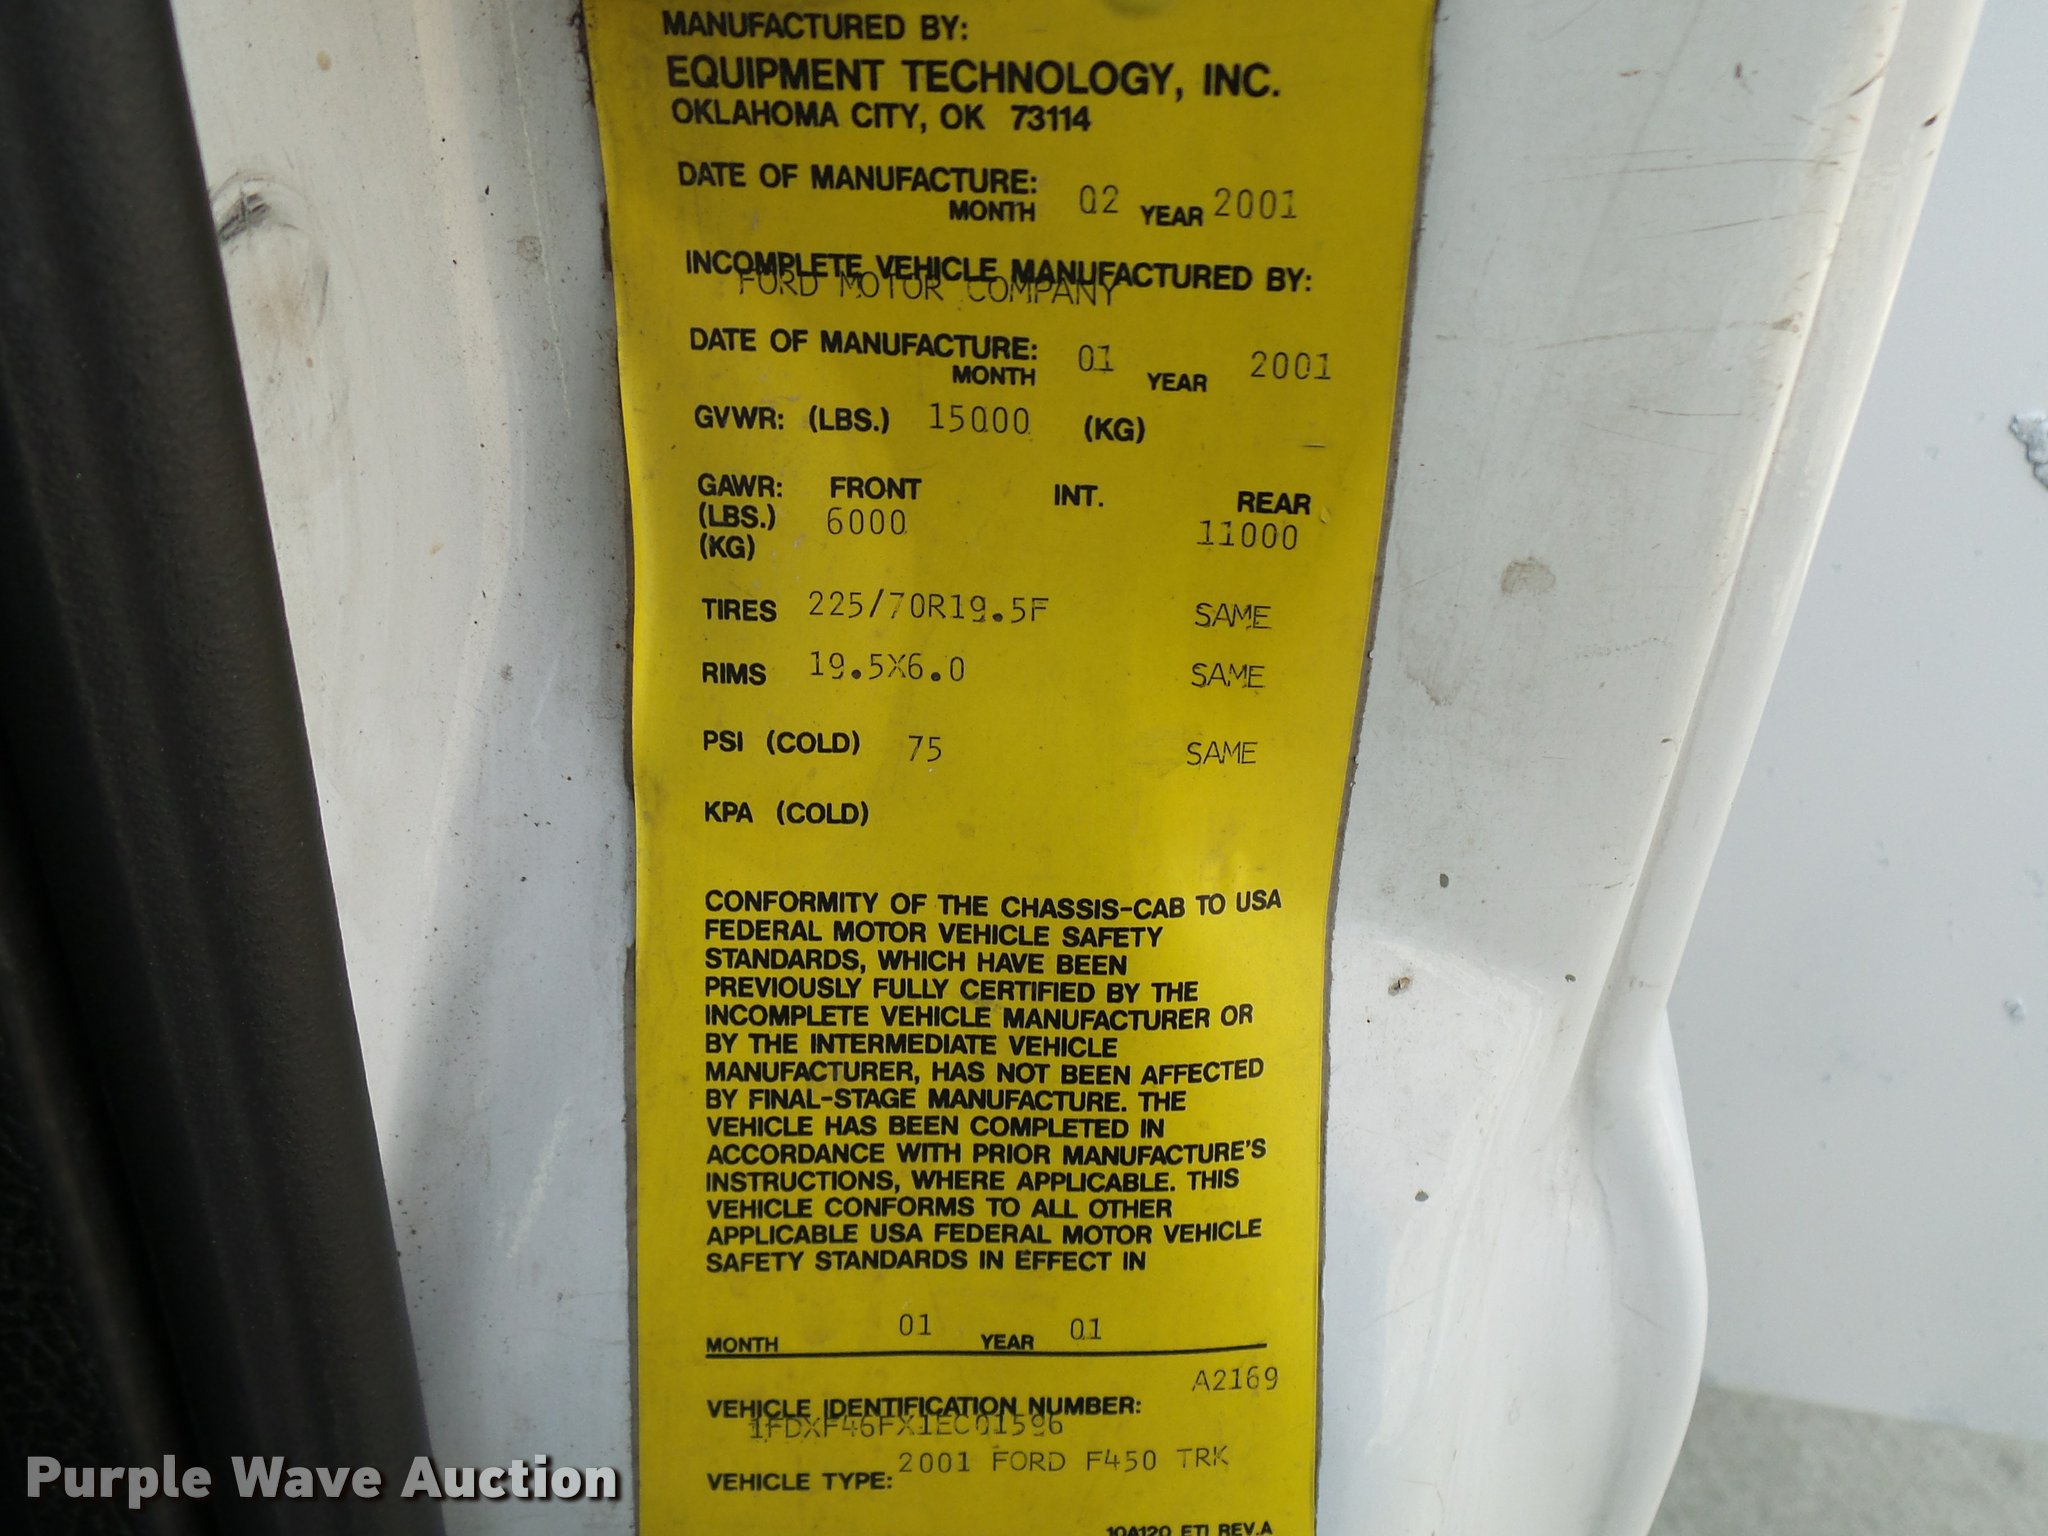 MANUFACTURED BY:
EQUIPMENT TECHNOLOGY, INC.
OKLAHOMA CITY, OK 73114
DATE OF MANUFACTURE:
MONTH 02 YEAR 2001
INCOMPLETE VEHICLE MANUFACTURED BY:
FORD MOTOR COMPANY
DATE OF MANUFACTURE:
MONTH 01 YEAR 2001
GVWR: (LBS.) 15000 (KG)
GAWR: FRONT INT. REAR
(LBS.) 6000 11000
(KG)
TIRES 225/70R19.5F SAME
RIMS 19.5X6.0 SAME
PSI (COLD) 75 SAME
KPA (COLD)
CONFORMITY OF THE CHASSIS-CAB TO USA
FEDERAL MOTOR VEHICLE SAFETY
STANDARDS, WHICH HAVE BEEN
PREVIOUSLY FULLY CERTIFIED BY THE
INCOMPLETE VEHICLE MANUFACTURER OR
BY THE INTERMEDIATE VEHICLE
MANUFACTURER, HAS NOT BEEN AFFECTED
BY FINAL-STAGE MANUFACTURE. THE
VEHICLE HAS BEEN COMPLETED IN
ACCORDANCE WITH PRIOR MANUFACTURE'S
INSTRUCTIONS, WHERE APPLICABLE. THIS
VEHICLE CONFORMS TO ALL OTHER
APPLICABLE USA FEDERAL MOTOR VEHICLE
SAFETY STANDARDS IN EFFECT IN
MONTH 01 YEAR 01
A2169
VEHICLE IDENTIFICATION NUMBER:
1FDXF46FX1EC01596
VEHICLE TYPE: 2001 FORD F450 TRK
10A120 ETI REV.A
Purple Wave Auction